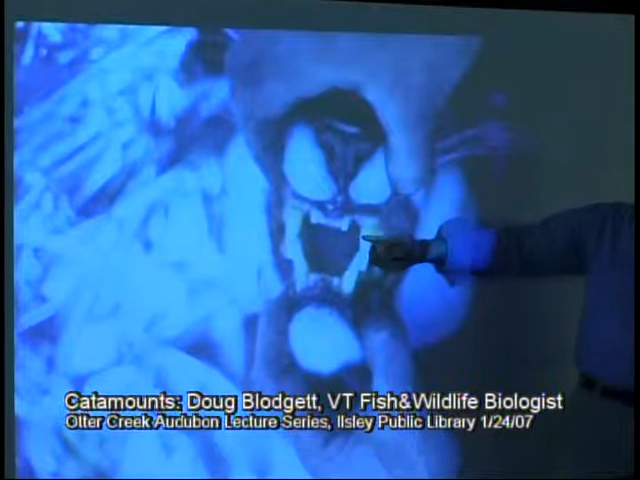 Catamounts: Doug Blodgett, VT Fish&Wildlife Biologist
Otter Creek Audubon Lecture Series, Ilsley Public Library 1/24/07